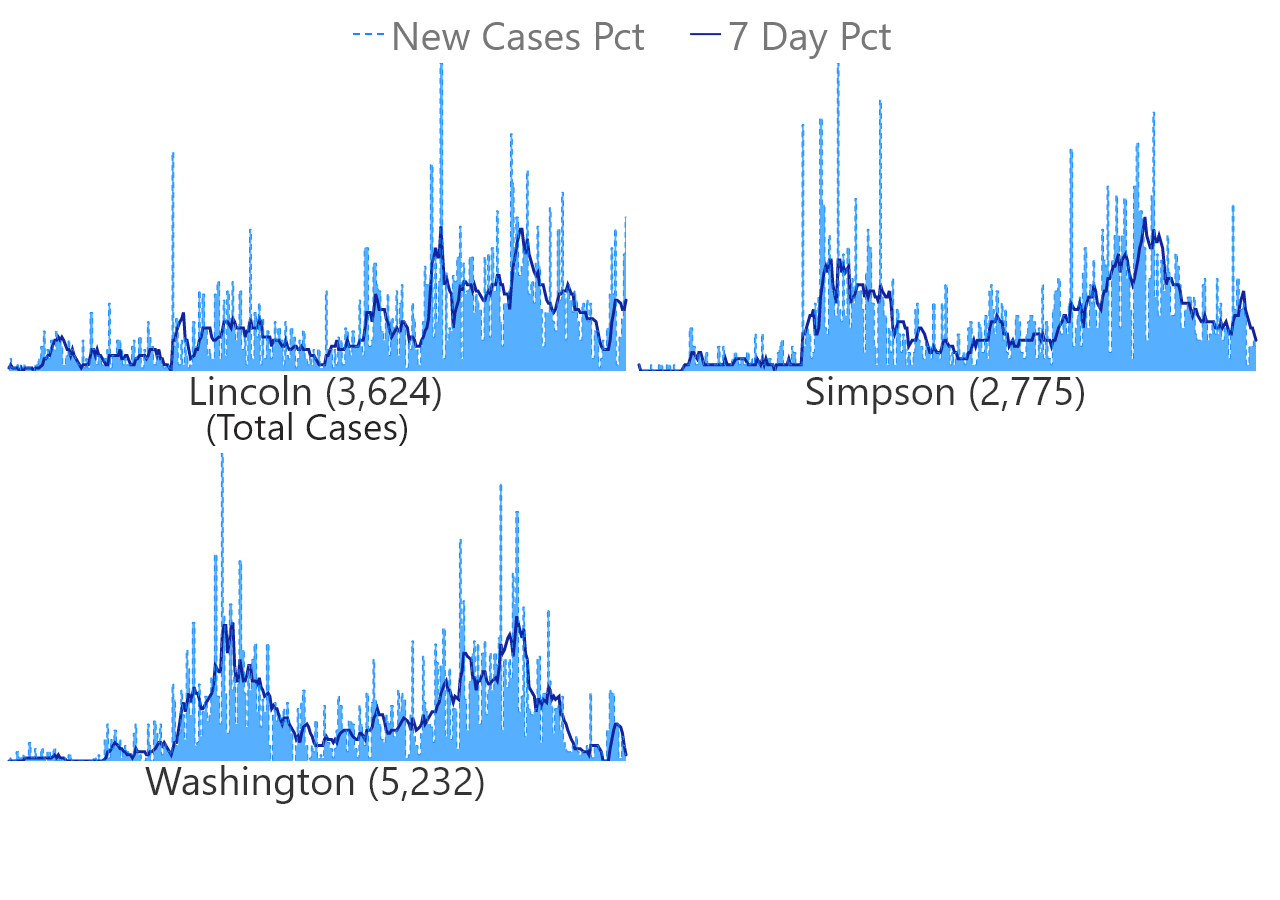 New Cases Pct 7 Day Pct
Lincoln (3,624)
(Total Cases)
Simpson (2,775)
Washington (5,232)